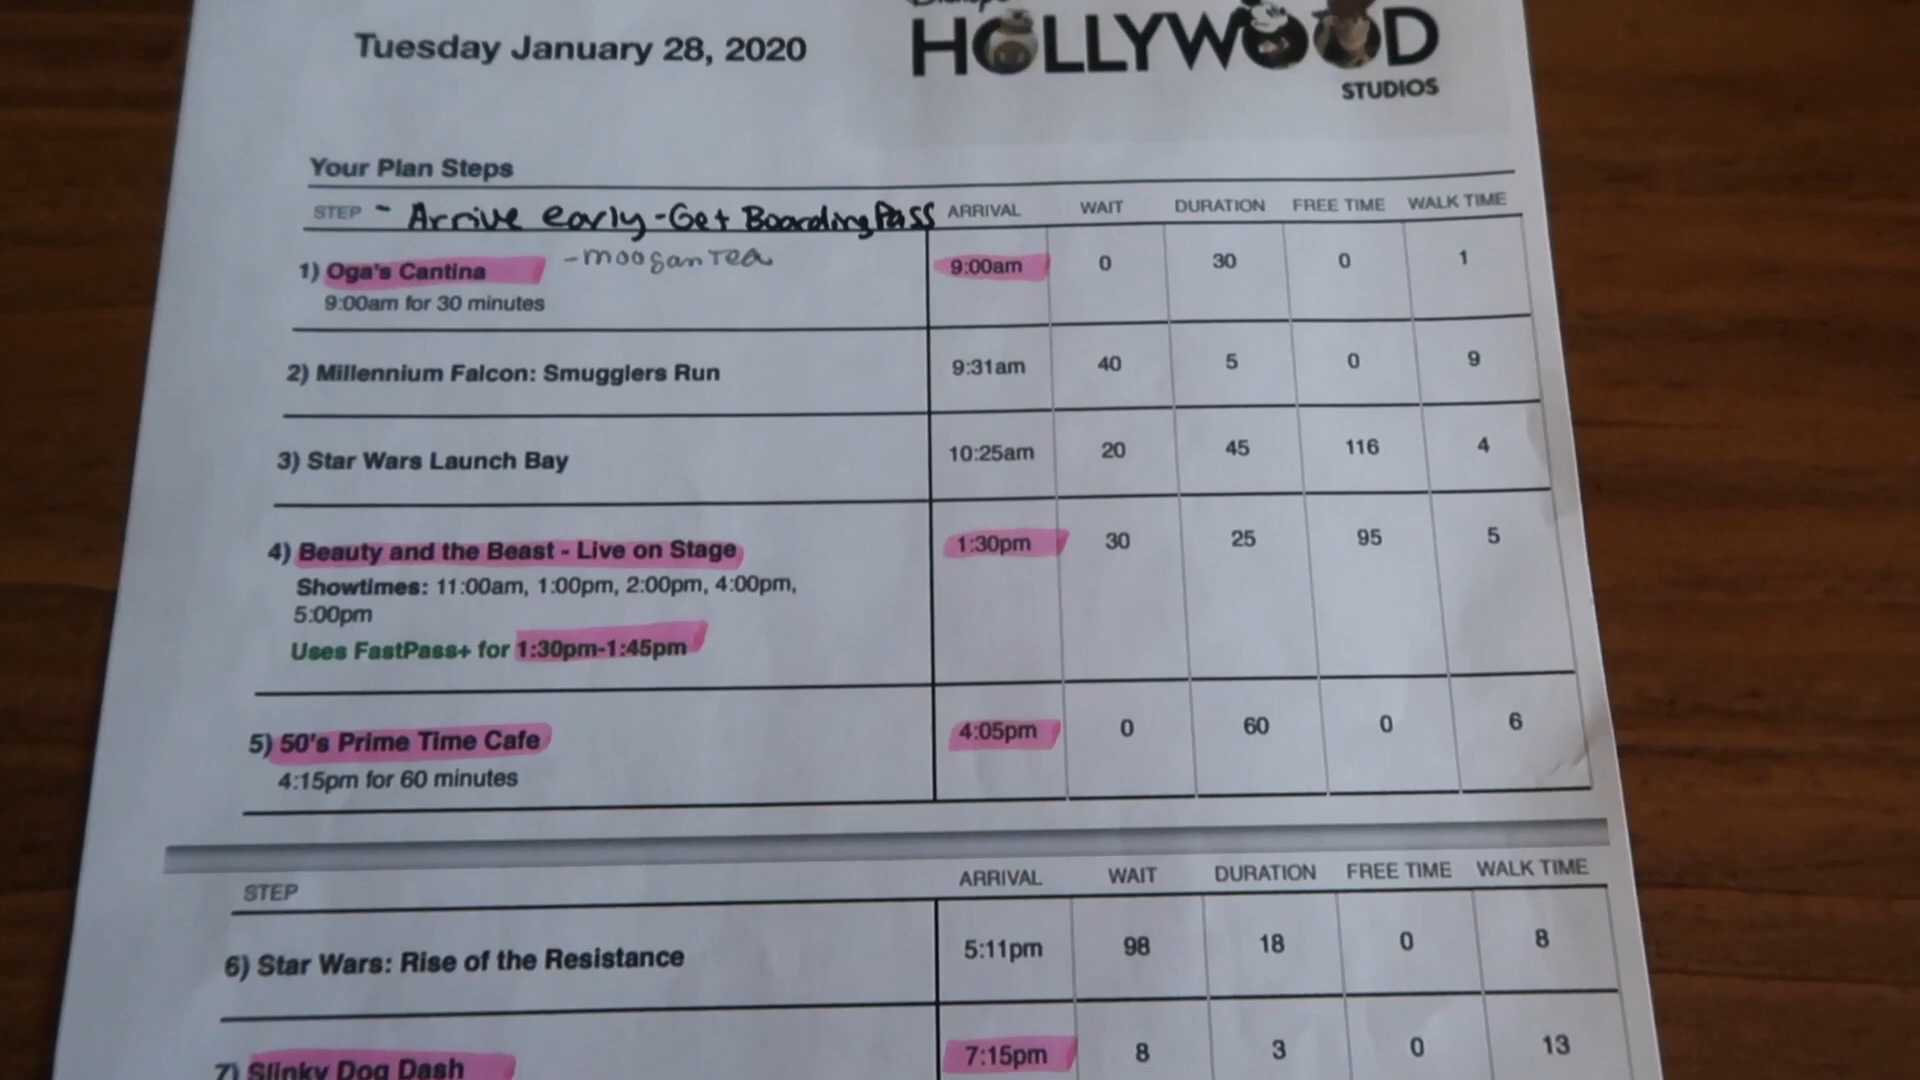 Tuesday January 28, 2020
HOLLYWOOD
STUDIOS
Your Plan Steps
STEP - Arrive early - Get Boarding Pass ARRIVAL WAIT DURATION FREE TIME WALK TIME
1) Oga's Cantina - moogan Tea 9:00am 0 30 0 1
9:00am for 30 minutes
2) Millennium Falcon: Smugglers Run 9:31am 40 5 0 9
3) Star Wars Launch Bay 10:25am 20 45 116 4
4) Beauty and the Beast - Live on Stage 1:30pm 30 25 95 5
Showtimes: 11:00am, 1:00pm, 2:00pm, 4:00pm,
5:00pm
Uses FastPass+ for 1:30pm-1:45pm
5) 50's Prime Time Cafe 4:05pm 0 60 0 6
4:15pm for 60 minutes
STEP ARRIVAL WAIT DURATION FREE TIME WALK TIME
6) Star Wars: Rise of the Resistance 5:11pm 98 18 0 8
7) Slinky Dog Dash 7:15pm 8 3 0 13